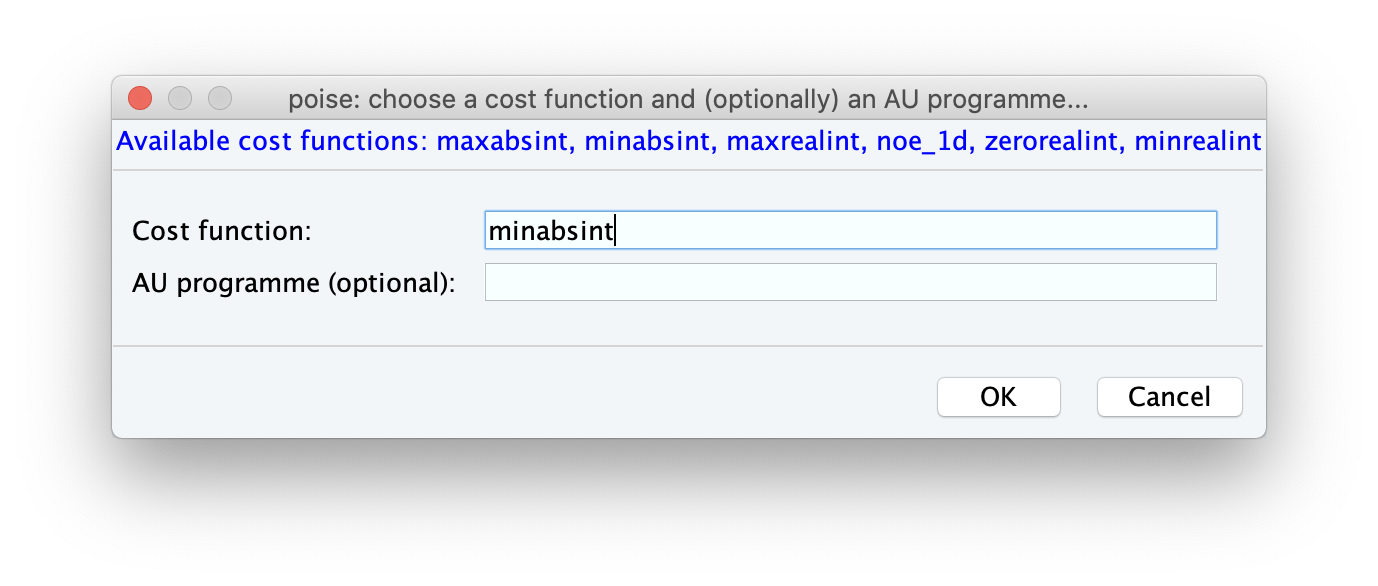 poise: choose a cost function and (optionally) an AU programme...
Available cost functions: maxabsint, minabsint, maxrealint, noe_1d, zerorealint, minrealint
Cost function: minabsint
AU programme (optional):
OK Cancel